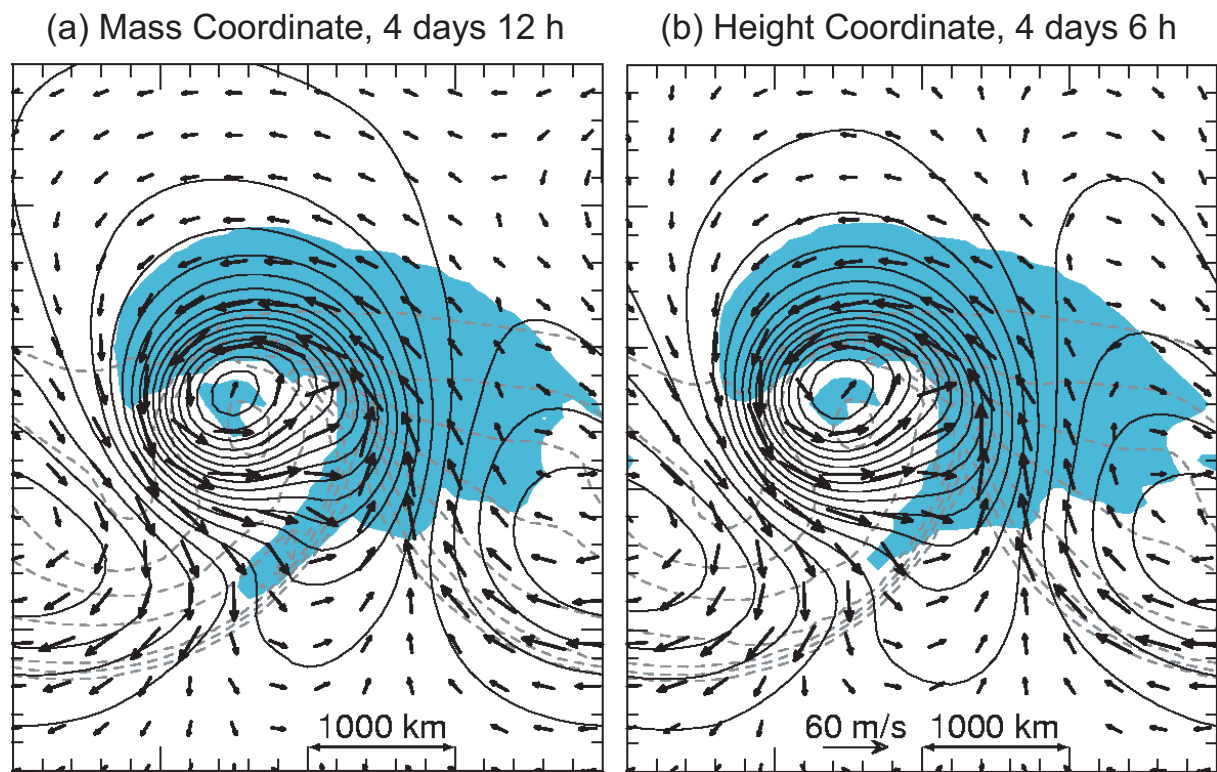 (a) Mass Coordinate, 4 days 12 h
(b) Height Coordinate, 4 days 6 h
1000 km
60 m/s
1000 km